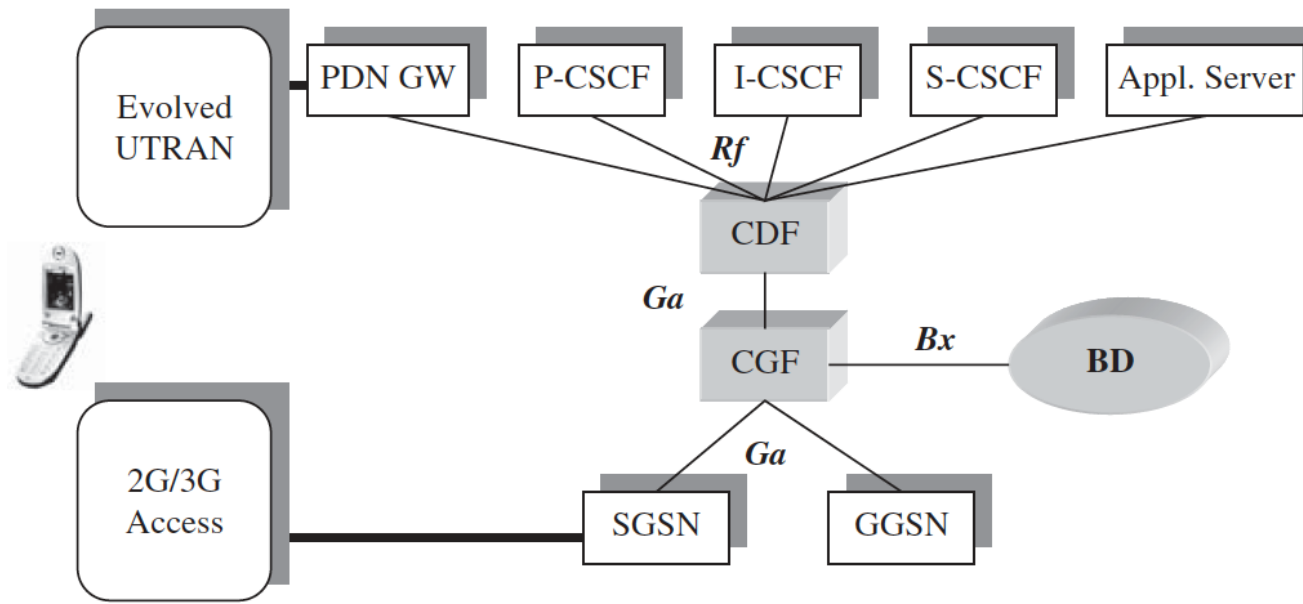 PDN GW
P-CSCF
I-CSCF
S-CSCF
Appl. Server
Evolved
UTRAN
Rf
CDF
Ga
CGF
Bx
BD
Ga
2G/3G
Access
SGSN
GGSN